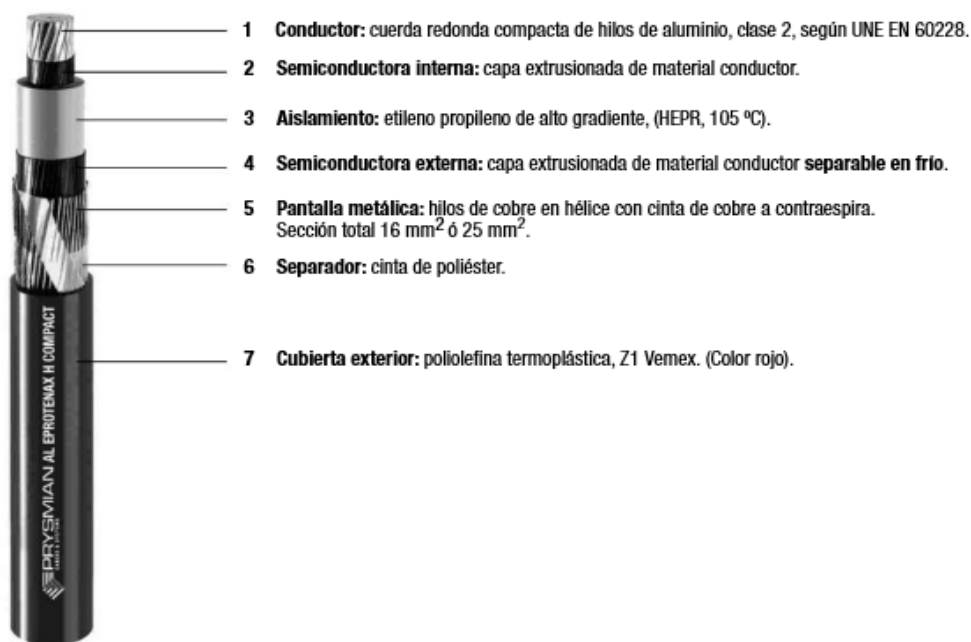 1 Conductor: cuerda redonda compacta de hilos de aluminio, clase 2, según UNE EN 60228.
2 Semiconductora interna: capa extrusionada de material conductor.
3 Aislamiento: etileno propileno de alto gradiente, (HEPR, 105 ºC).
4 Semiconductora externa: capa extrusionada de material conductor separable en frío.
5 Pantalla metálica: hilos de cobre en hélice con cinta de cobre a contraespira.
Sección total 16 mm² ó 25 mm².
6 Separador: cinta de poliéster.
7 Cubierta exterior: poliolefina termoplástica, Z1 Vemex. (Color rojo).
PRYSMIAN AL EPROTENAX H COMPACT